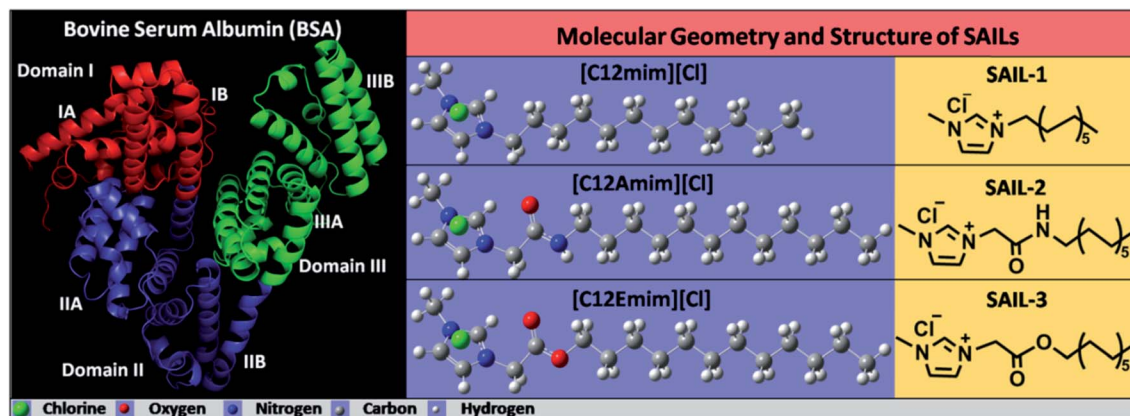 Bovine Serum Albumin (BSA)
Domain I
IA
IB
IIIB
IIIA
Domain III
IIA
IIB
Domain II
Molecular Geometry and Structure of SAILs
[C12mim][Cl]
SAIL-1
Cl−
N
N
+
5
[C12Amim][Cl]
SAIL-2
Cl−
N
N
+
H
N
O
5
[C12Emim][Cl]
SAIL-3
Cl−
N
N
+
O
O
5
Chlorine Oxygen Nitrogen Carbon Hydrogen